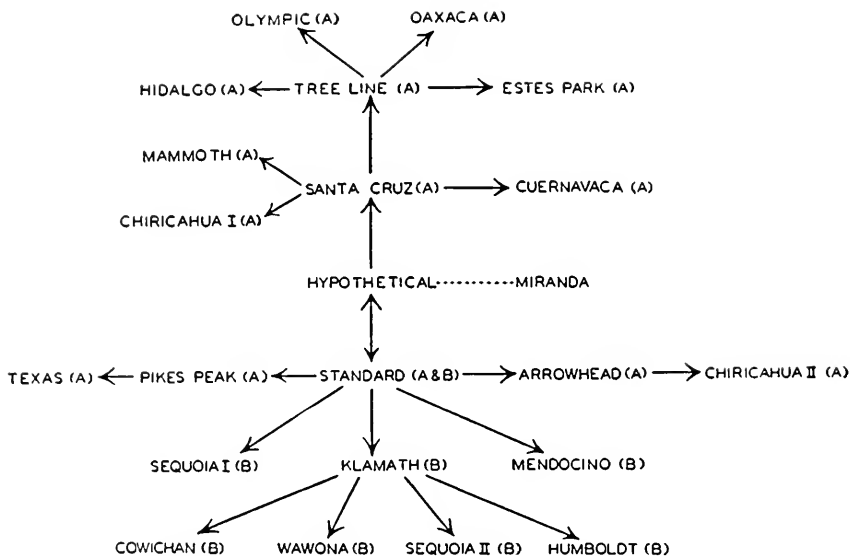 OLYMPIC (A) OAXACA (A)
HIDALGO (A) TREE LINE (A) ESTES PARK (A)
MAMMOTH (A)
SANTA CRUZ (A) CUERNAVACA (A)
CHIRICAHUA I (A)
HYPOTHETICAL MIRANDA
TEXAS (A) PIKES PEAK (A) STANDARD (A & B) ARROWHEAD (A) CHIRICAHUA II (A)
SEQUOIA I (B) KLAMATH (B) MENDOCINO (B)
COWICHAN (B) WAWONA (B) SEQUOIA II (B) HUMBOLDT (B)